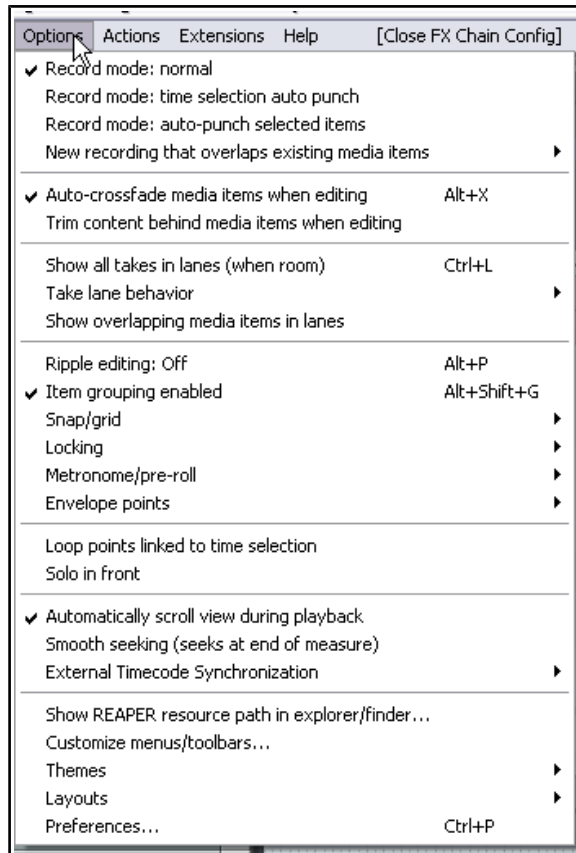 Options Actions Extensions Help [Close FX Chain Config]
Record mode: normal
Record mode: time selection auto punch
Record mode: auto-punch selected items
New recording that overlaps existing media items
Auto-crossfade media items when editing Alt+X
Trim content behind media items when editing
Show all takes in lanes (when room) Ctrl+L
Take lane behavior
Show overlapping media items in lanes
Ripple editing: Off Alt+P
Item grouping enabled Alt+Shift+G
Snap/grid
Locking
Metronome/pre-roll
Envelope points
Loop points linked to time selection
Solo in front
Automatically scroll view during playback
Smooth seeking (seeks at end of measure)
External Timecode Synchronization
Show REAPER resource path in explorer/finder...
Customize menus/toolbars...
Themes
Layouts
Preferences... Ctrl+P